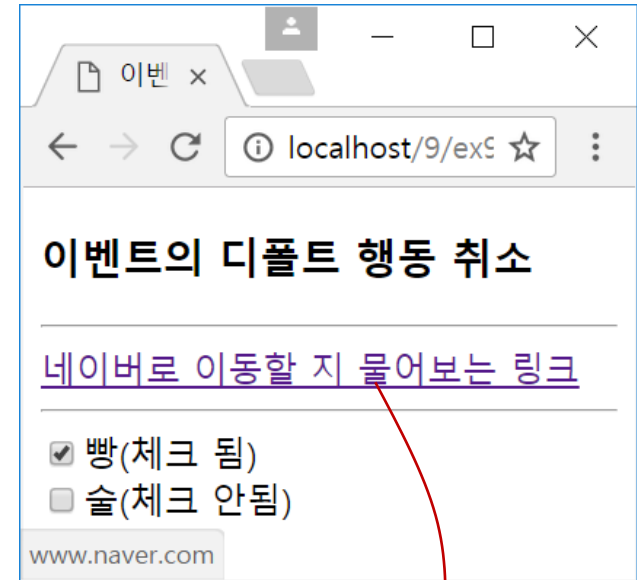 이벤
localhost/9/ex9
이벤트의 디폴트 행동 취소
네이버로 이동할 지 물어보는 링크
빵(체크 됨)
술(체크 안됨)
www.naver.com